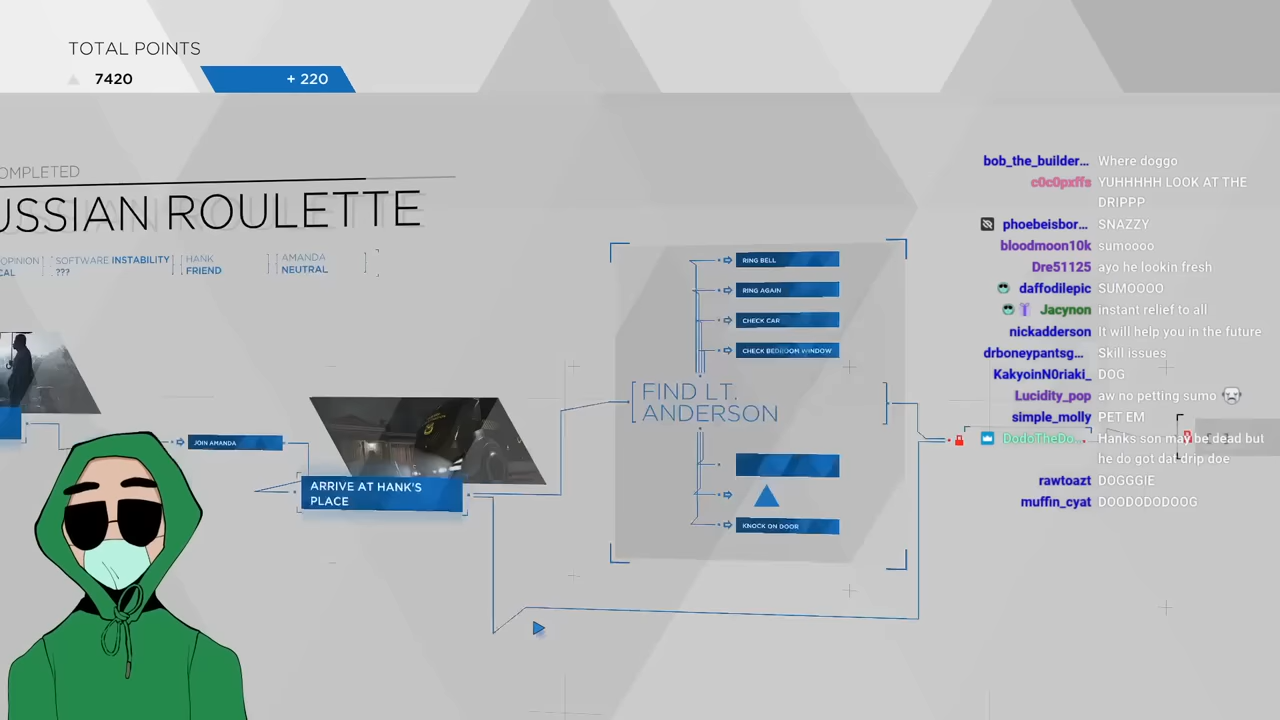 TOTAL POINTS
7420
+ 220
OMPLETED
USSIAN ROULETTE
OPINION
CAL
SOFTWARE INSTABILITY
???
HANK
FRIEND
AMANDA
NEUTRAL
JOIN AMANDA
ARRIVE AT HANK'S
PLACE
RING BELL
RING AGAIN
CHECK CAR
CHECK BEDROOM WINDOW
FIND LT.
ANDERSON
KNOCK ON DOOR
bob_the_builder... Where doggo
c0c0pxffs YUHHHHH LOOK AT THE
DRIPPP
phoebeisbor... SNAZZY
bloodmoon10k sumoooo
Dre51125 ayo he lookin fresh
daffodilepic SUMOOOO
Jacynon instant relief to all
nickadderson It will help you in the future
drboneypantsg... Skill issues
KakyoinN0riaki_ DOG
Lucidity_pop aw no petting sumo
simple_molly PET EM
DodoTheDo... Hanks son may be dead but
he do got dat drip doe
rawtoazt DOGGGIE
muffin_cyat DOODODODOOG